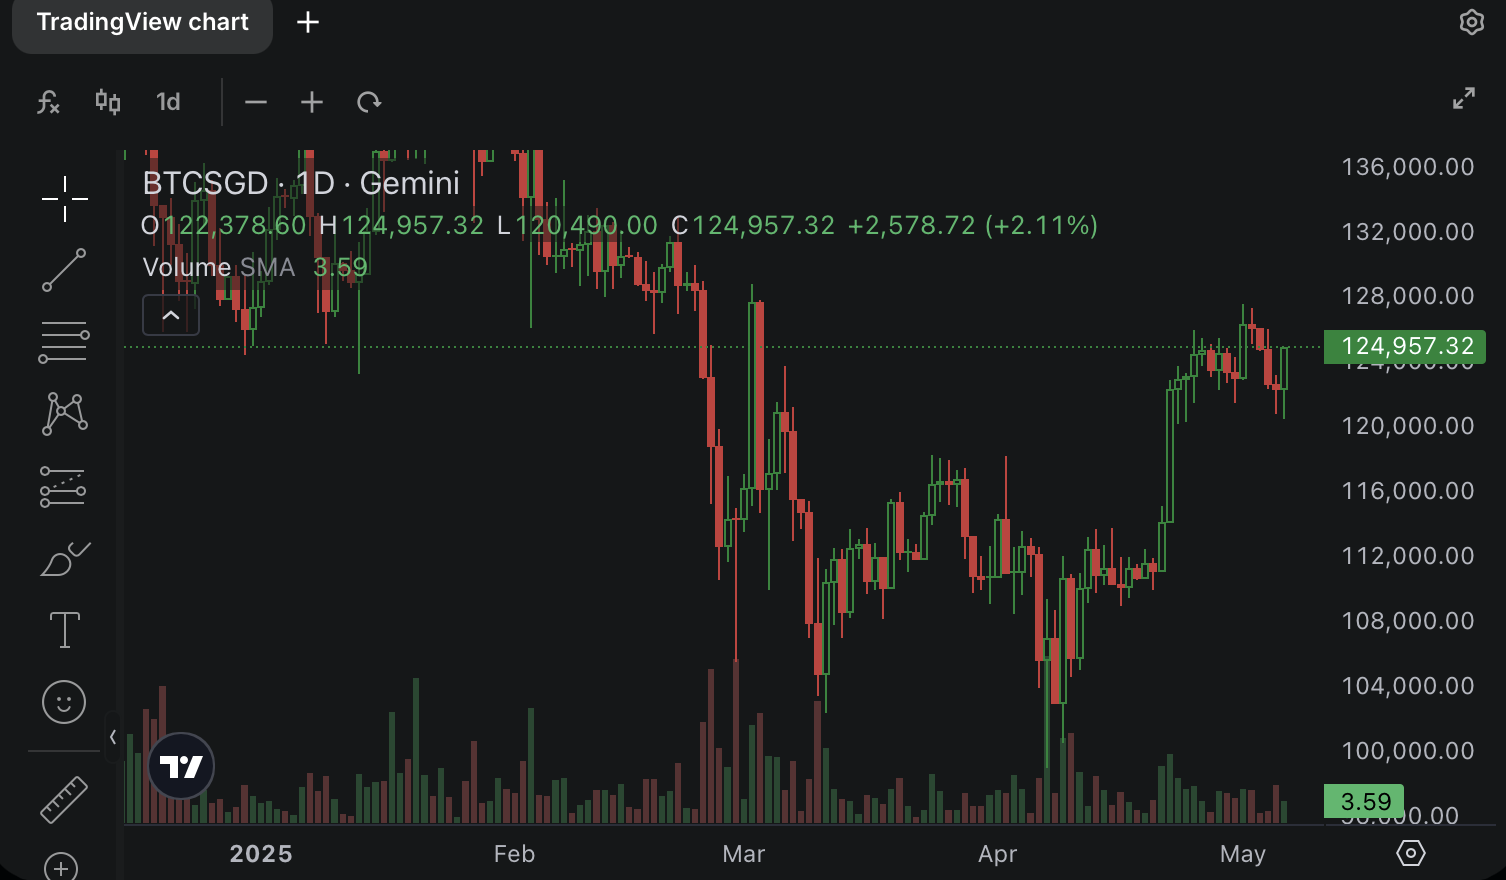 TradingView chart
1d
BTCSGD · 1D · Gemini
O122,378.60 H124,957.32 L120,490.00 C124,957.32 +2,578.72 (+2.11%)
Volume SMA 3.59
136,000.00
132,000.00
128,000.00
124,957.32
124,000.00
120,000.00
116,000.00
112,000.00
108,000.00
104,000.00
100,000.00
3.59
2025 Feb Mar Apr May